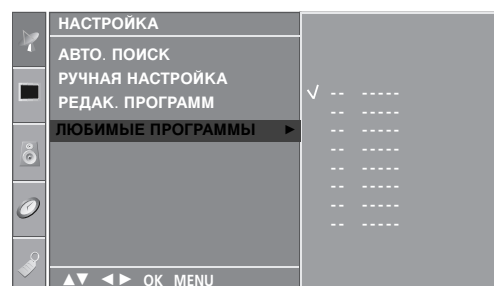 НАСТРОЙКА
АВТО. ПОИСК
РУЧНАЯ НАСТРОЙКА
РЕДАК. ПРОГРАММ
ЛЮБИМЫЕ ПРОГРАММЫ ►
√ -- -----
-- -----
-- -----
-- -----
-- -----
-- -----
-- -----
-- -----
▲▼ ◄► OK MENU